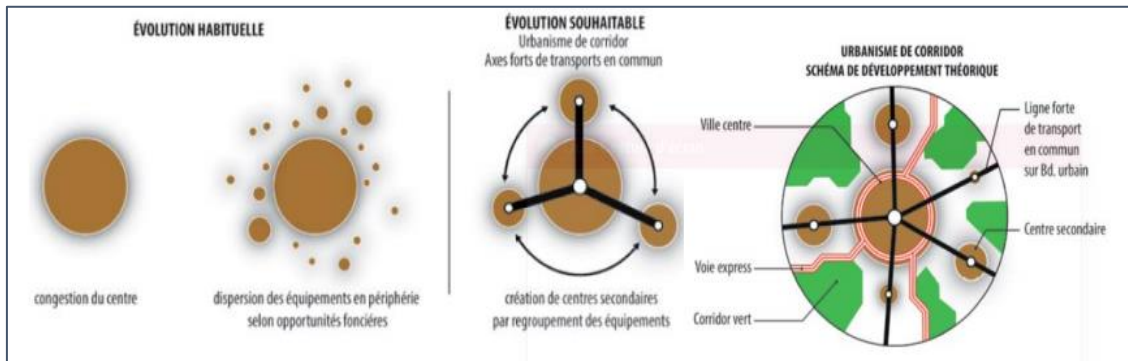 ÉVOLUTION HABITUELLE
congestion du centre
dispersion des équipements en périphérie
selon opportunités fonciéres
ÉVOLUTION SOUHAITABLE
Urbanisme de corridor
Axes forts de transports en commun
création de centres secondaires
par regroupement des équipements
URBANISME DE CORRIDOR
SCHÉMA DE DÉVELOPPEMENT THÉORIQUE
Ville centre
Voie express
Corridor vert
Ligne forte
de transport
en commun
sur Bd. urbain
Centre secondaire